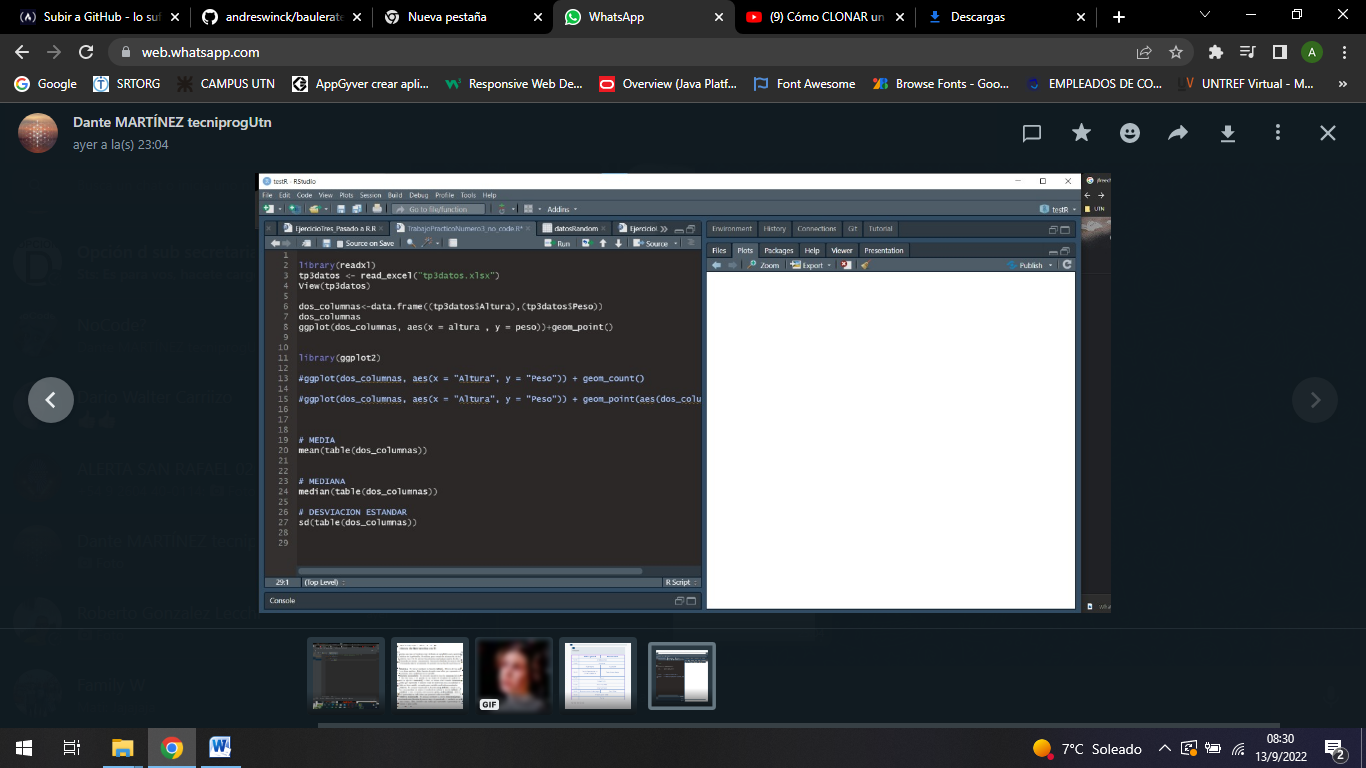 Subir a GitHub - lo suf
andreswinck/baulerate
Nueva pestaña
WhatsApp
(9) Cómo CLONAR un
Descargas
web.whatsapp.com
A
Google
SRTORG
CAMPUS UTN
AppGyver crear apli...
Responsive Web De...
Overview (Java Platf...
Font Awesome
Browse Fonts - Goo...
EMPLEADOS DE CO...
UNTREF Virtual - M...
»
Dante MARTÍNEZ tecniprogUtn
ayer a la(s) 23:04
testR - RStudio
File Edit Code View Plots Session Build Debug Profile Tools Help
Go to file/function
Addins
testR
UTN
EjercicioTres_Pasado a R.R
TrabajoPracticoNumero3_no_code.R*
datosRandom
Ejercicioi
Source on Save
Run
Source
Environment History Connections Git Tutorial
Files Plots Packages Help Viewer Presentation
Zoom Export Publish
1
2 library(readxl)
3 tp3datos <- read_excel("tp3datos.xlsx")
4 View(tp3datos)
5
6 dos_columnas<-data.frame((tp3datos$Altura),(tp3datos$Peso))
7 dos_columnas
8 ggplot(dos_columnas, aes(x = altura , y = peso))+geom_point()
9
10
11 library(ggplot2)
12
13 #ggplot(dos_columnas, aes(x = "Altura", y = "Peso")) + geom_count()
14
15 #ggplot(dos_columnas, aes(x = "Altura", y = "Peso")) + geom_point(aes(dos_colu
16
17
18
19 # MEDIA
20 mean(table(dos_columnas))
21
22
23 # MEDIANA
24 median(table(dos_columnas))
25
26 # DESVIACION ESTANDAR
27 sd(table(dos_columnas))
28
29
29:1 (Top Level) R Script
Console
NoCode?
ALERTA SAN RAFAEL 02
Family
GIF
7°C Soleado
08:30
13/9/2022
2